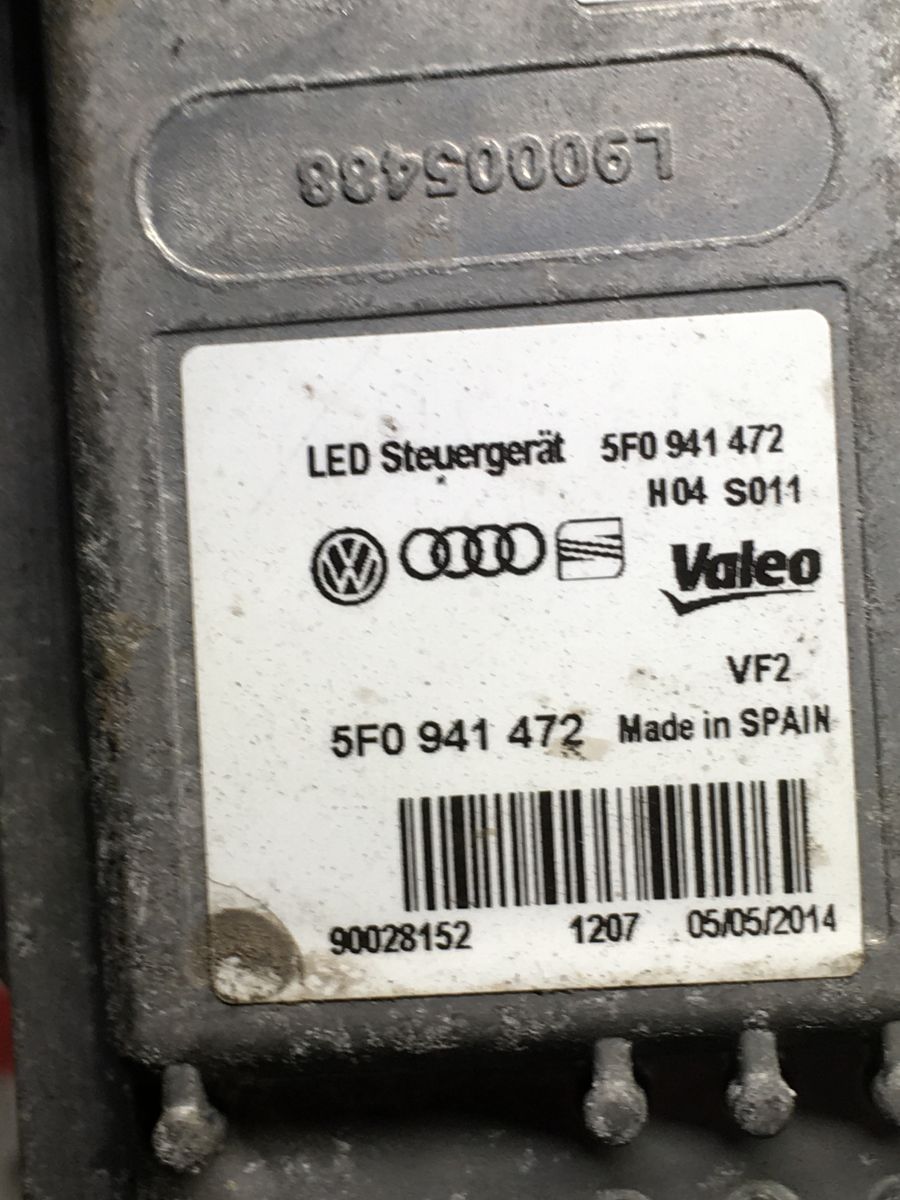 L90005488
LED Steuergerät 5F0 941 472
H04 S011
Valeo
VF2
5F0 941 472 Made in SPAIN
90028152 1207 05/05/2014